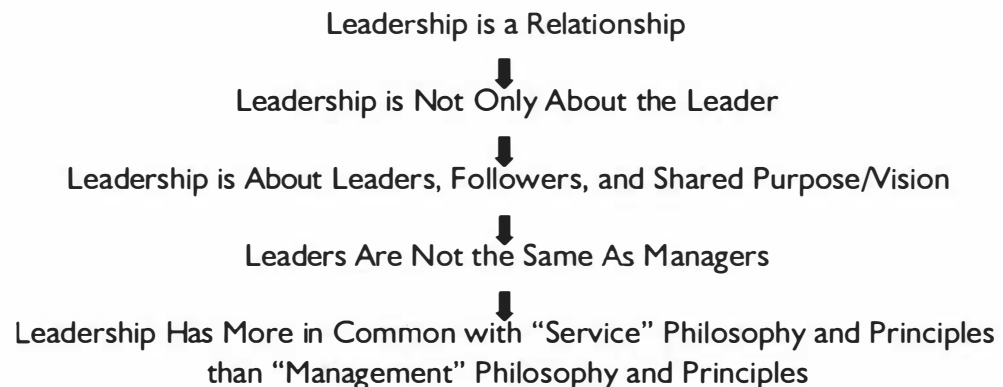 Leadership is a Relationship
Leadership is Not Only About the Leader
Leadership is About Leaders, Followers, and Shared Purpose/Vision
Leaders Are Not the Same As Managers
Leadership Has More in Common with “Service” Philosophy and Principles
than “Management” Philosophy and Principles